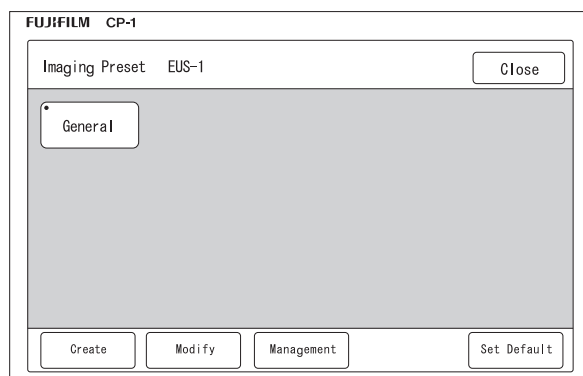 FUJIFILM CP-1
Imaging Preset EUS-1 Close
General
Create Modify Management Set Default